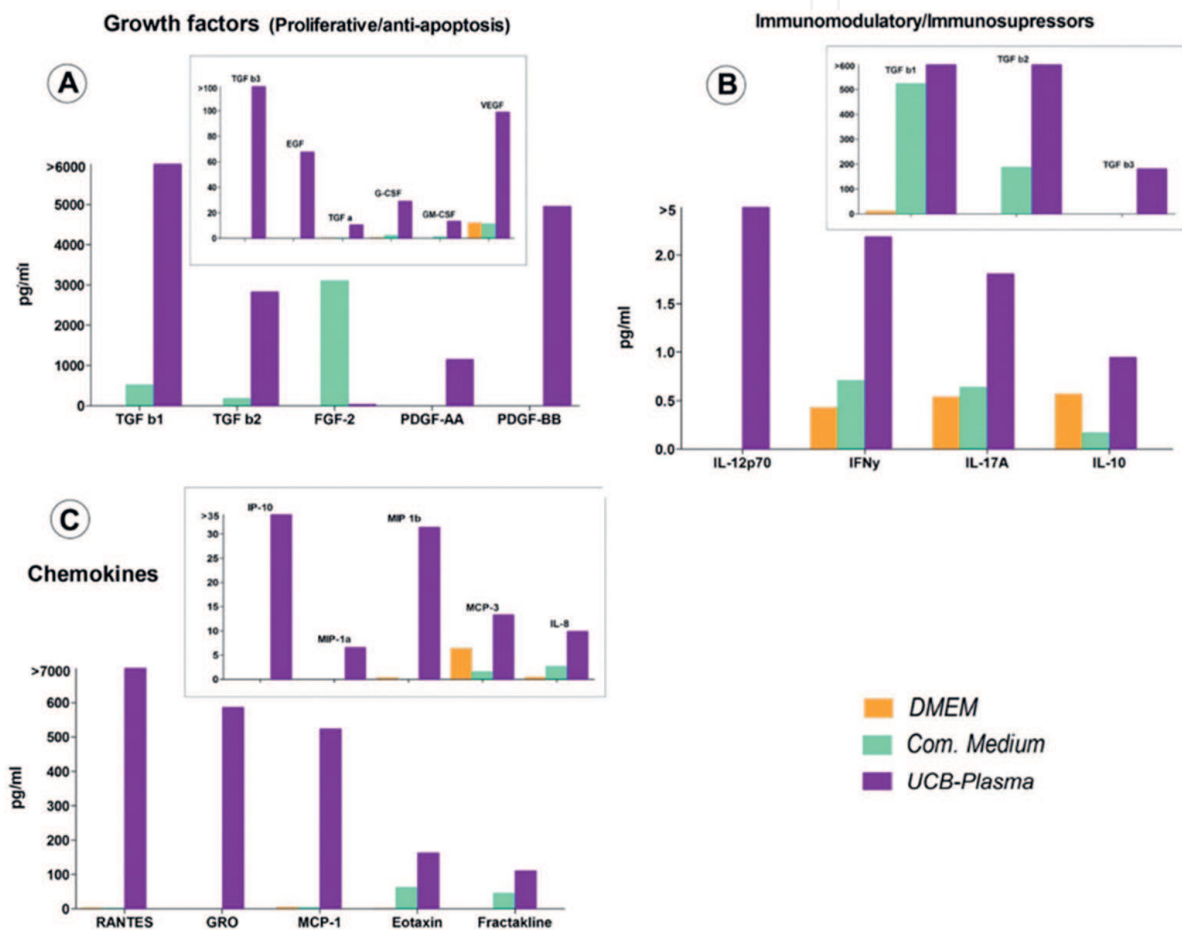 Growth factors (Proliferative/anti-apoptosis)
A
TGF b3
>100
100
80
60
40
20
0
EGF
TGF a
G-CSF
GM-CSF
VEGF
>6000
5000
4000
3000
2000
1000
0
pg/ml
TGF b1 TGF b2 FGF-2 PDGF-AA PDGF-BB
Immunomodulatory/Immunosupressors
B
>600
500
400
300
200
100
0
TGF b1
TGF b2
TGF b3
>5
2.0
1.5
1.0
0.5
0.0
pg/ml
IL-12p70 IFNy IL-17A IL-10
C
Chemokines
>35
30
25
20
15
10
5
0
IP-10
MIP-1a
MIP 1b
MCP-3
IL-8
>7000
600
500
400
300
200
100
0
pg/ml
RANTES GRO MCP-1 Eotaxin Fractakline
DMEM
Com. Medium
UCB-Plasma